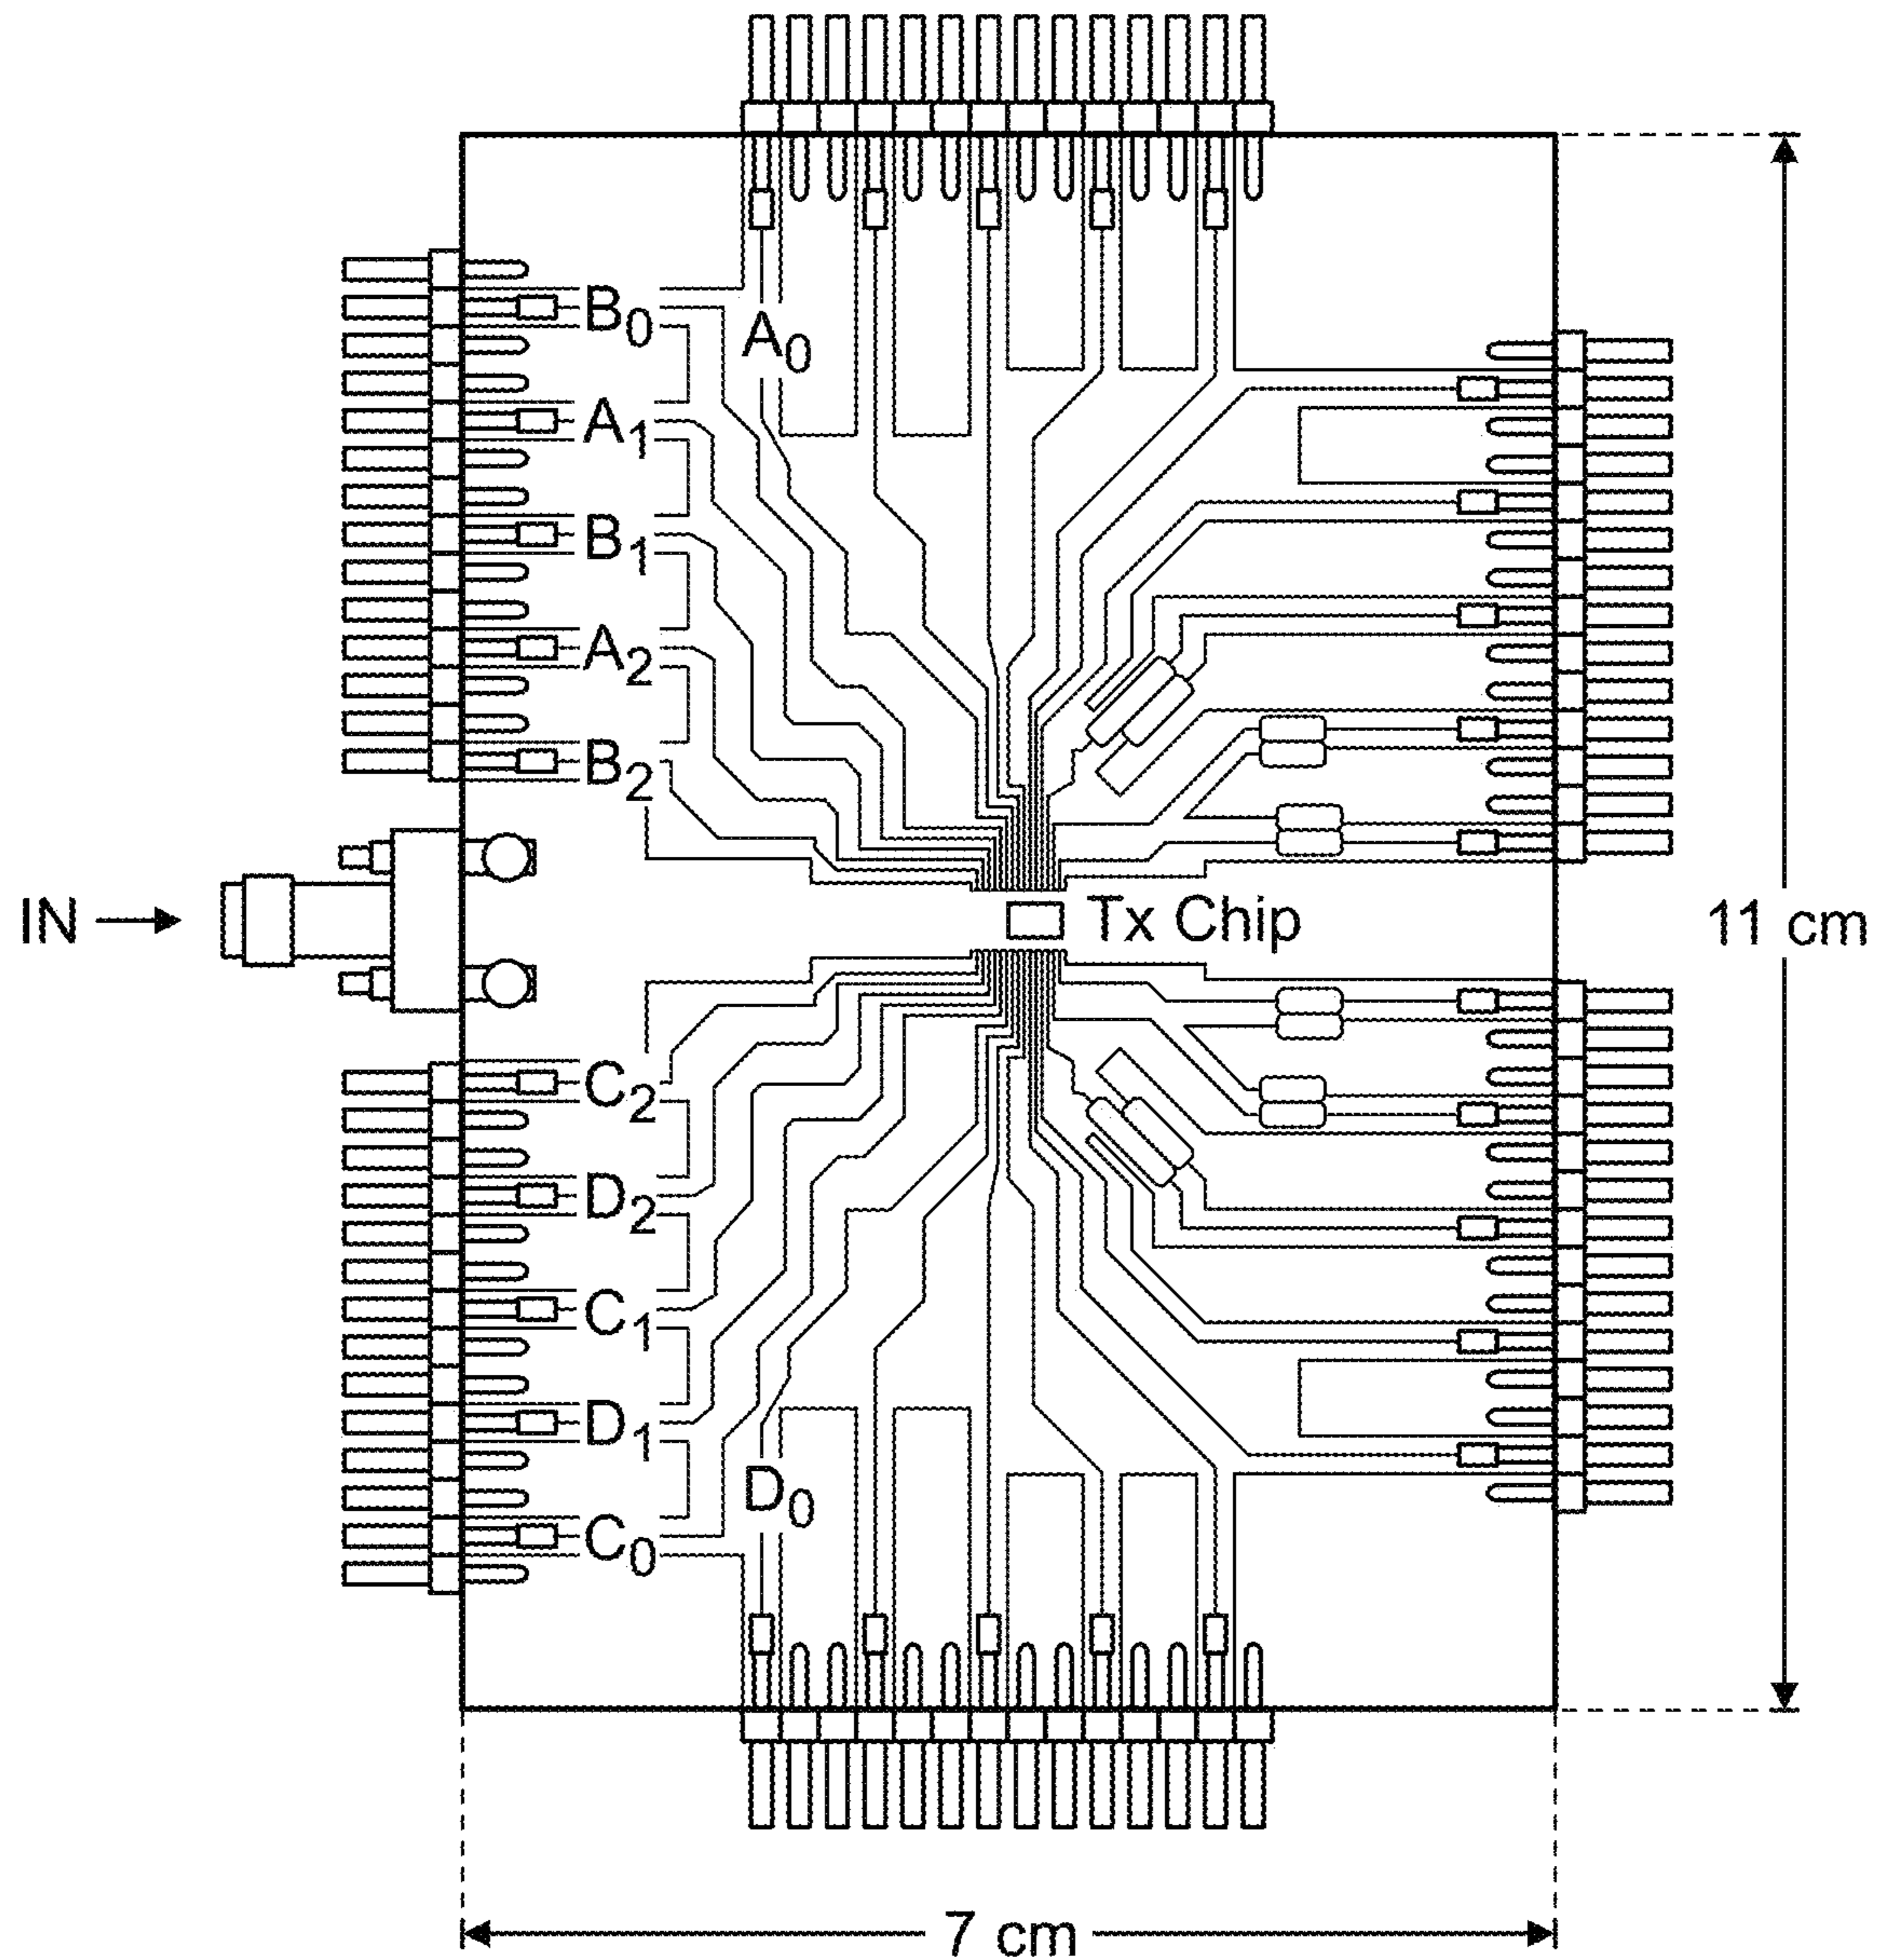 B₀
A₀
A₁
B₁
A₂
B₂
IN
Tx Chip
11 cm
C₂
D₂
C₁
D₁
D₀
C₀
7 cm